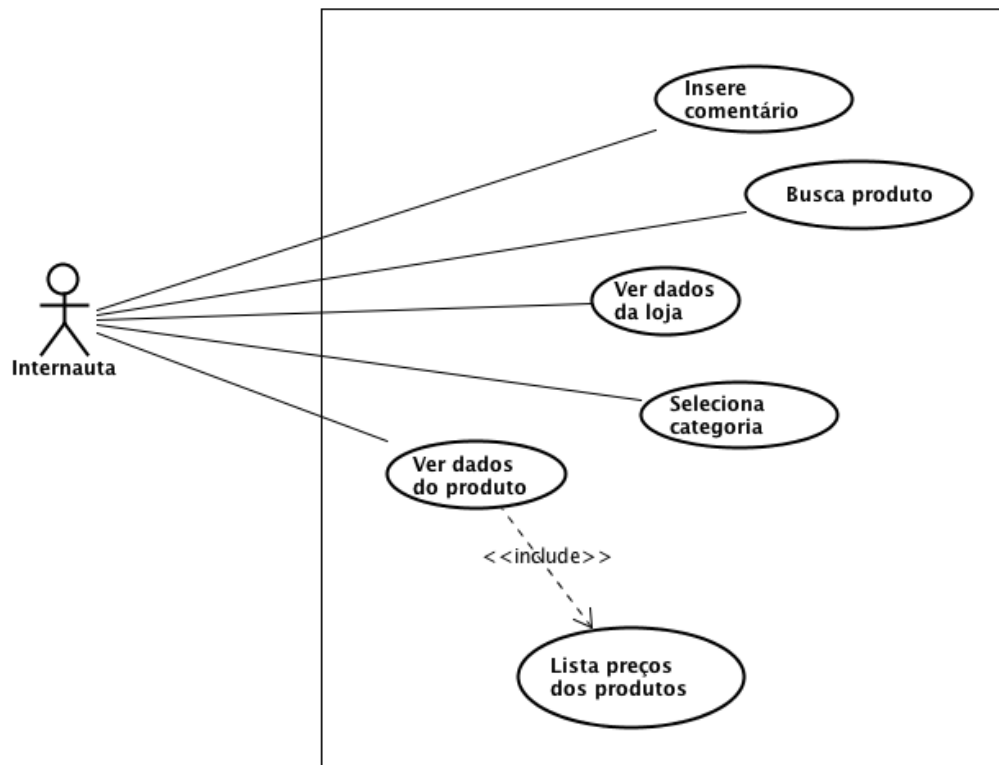 Insere
comentário
Busca produto
Ver dados
da loja
Internauta
Seleciona
categoria
Ver dados
do produto
<<include>>
Lista preços
dos produtos